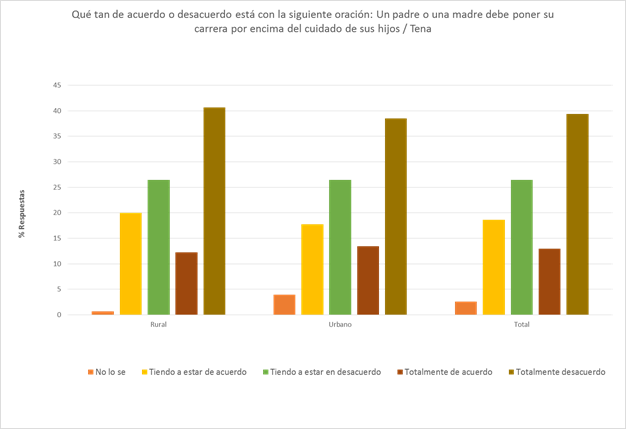 Qué tan de acuerdo o desacuerdo está con la siguiente oración: Un padre o una madre debe poner su
carrera por encima del cuidado de sus hijos / Tena
45
40
35
30
25
20
15
10
5
0
% Respuestas
Rural
Urbano
Total
No lo se
Tiendo a estar de acuerdo
Tiendo a estar en desacuerdo
Totalmente de acuerdo
Totalmente desacuerdo